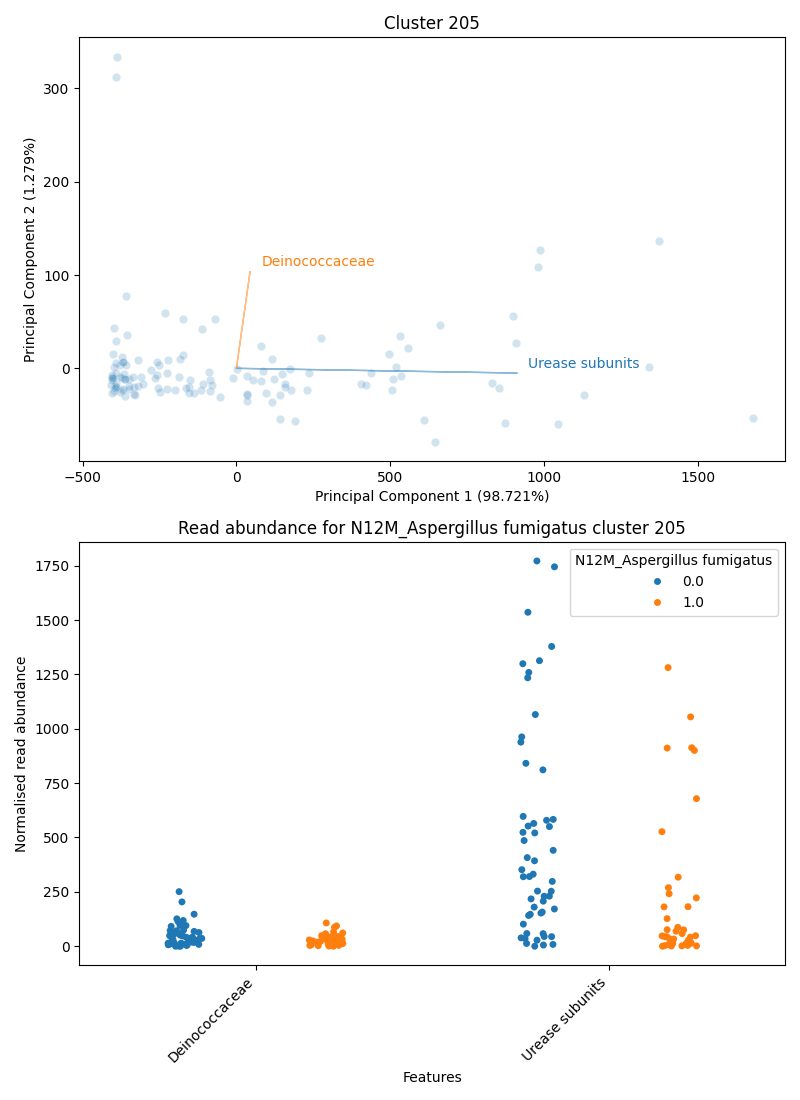 Cluster 205
300
200
100
0
Principal Component 2 (1.279%)
Deinococcaceae
Urease subunits
−500
0
500
1000
1500
Principal Component 1 (98.721%)
Read abundance for N12M_Aspergillus fumigatus cluster 205
N12M_Aspergillus fumigatus
0.0
1.0
1750
1500
1250
1000
750
500
250
0
Normalised read abundance
Deinococcaceae
Urease subunits
Features